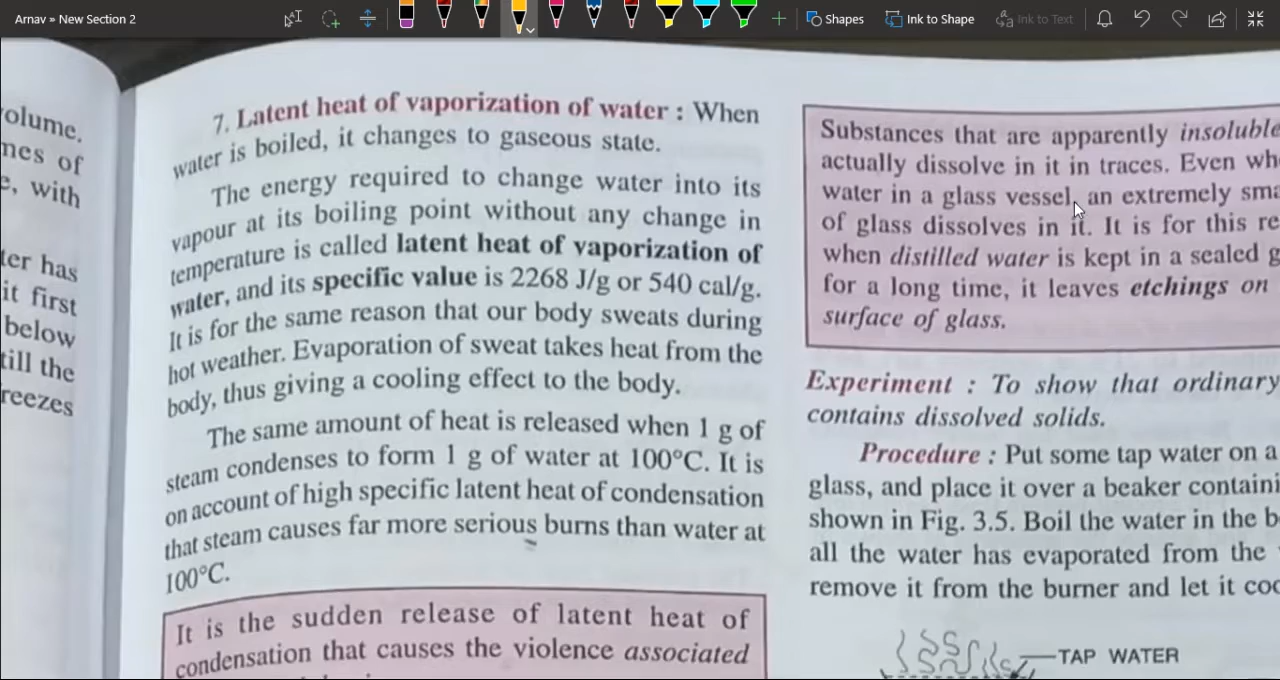 Arnav » New Section 2
Shapes
Ink to Shape
Ink to Text
olume.
of
, with
ter has
it first
below
till the
reezes
7. Latent heat of vaporization of water : When
water is boiled, it changes to gaseous state.
The energy required to change water into its
vapour at its boiling point without any change in
temperature is called latent heat of vaporization of
water, and its specific value is 2268 J/g or 540 cal/g.
It is for the same reason that our body sweats during
hot weather. Evaporation of sweat takes heat from the
body, thus giving a cooling effect to the body.
The same amount of heat is released when 1 g of
steam condenses to form 1 g of water at 100°C. It is
on account of high specific latent heat of condensation
that steam causes far more serious burns than water at
100°C.
It is the sudden release of latent heat of
condensation that causes the violence associated
Substances that are apparently insoluble
actually dissolve in it in traces. Even wh
water in a glass vessel, an extremely sma
of glass dissolves in it. It is for this re
when distilled water is kept in a sealed g
for a long time, it leaves etchings on
surface of glass.
Experiment : To show that ordinary
contains dissolved solids.
Procedure : Put some tap water on a
glass, and place it over a beaker containi
shown in Fig. 3.5. Boil the water in the b
all the water has evaporated from the
remove it from the burner and let it coo
TAP WATER